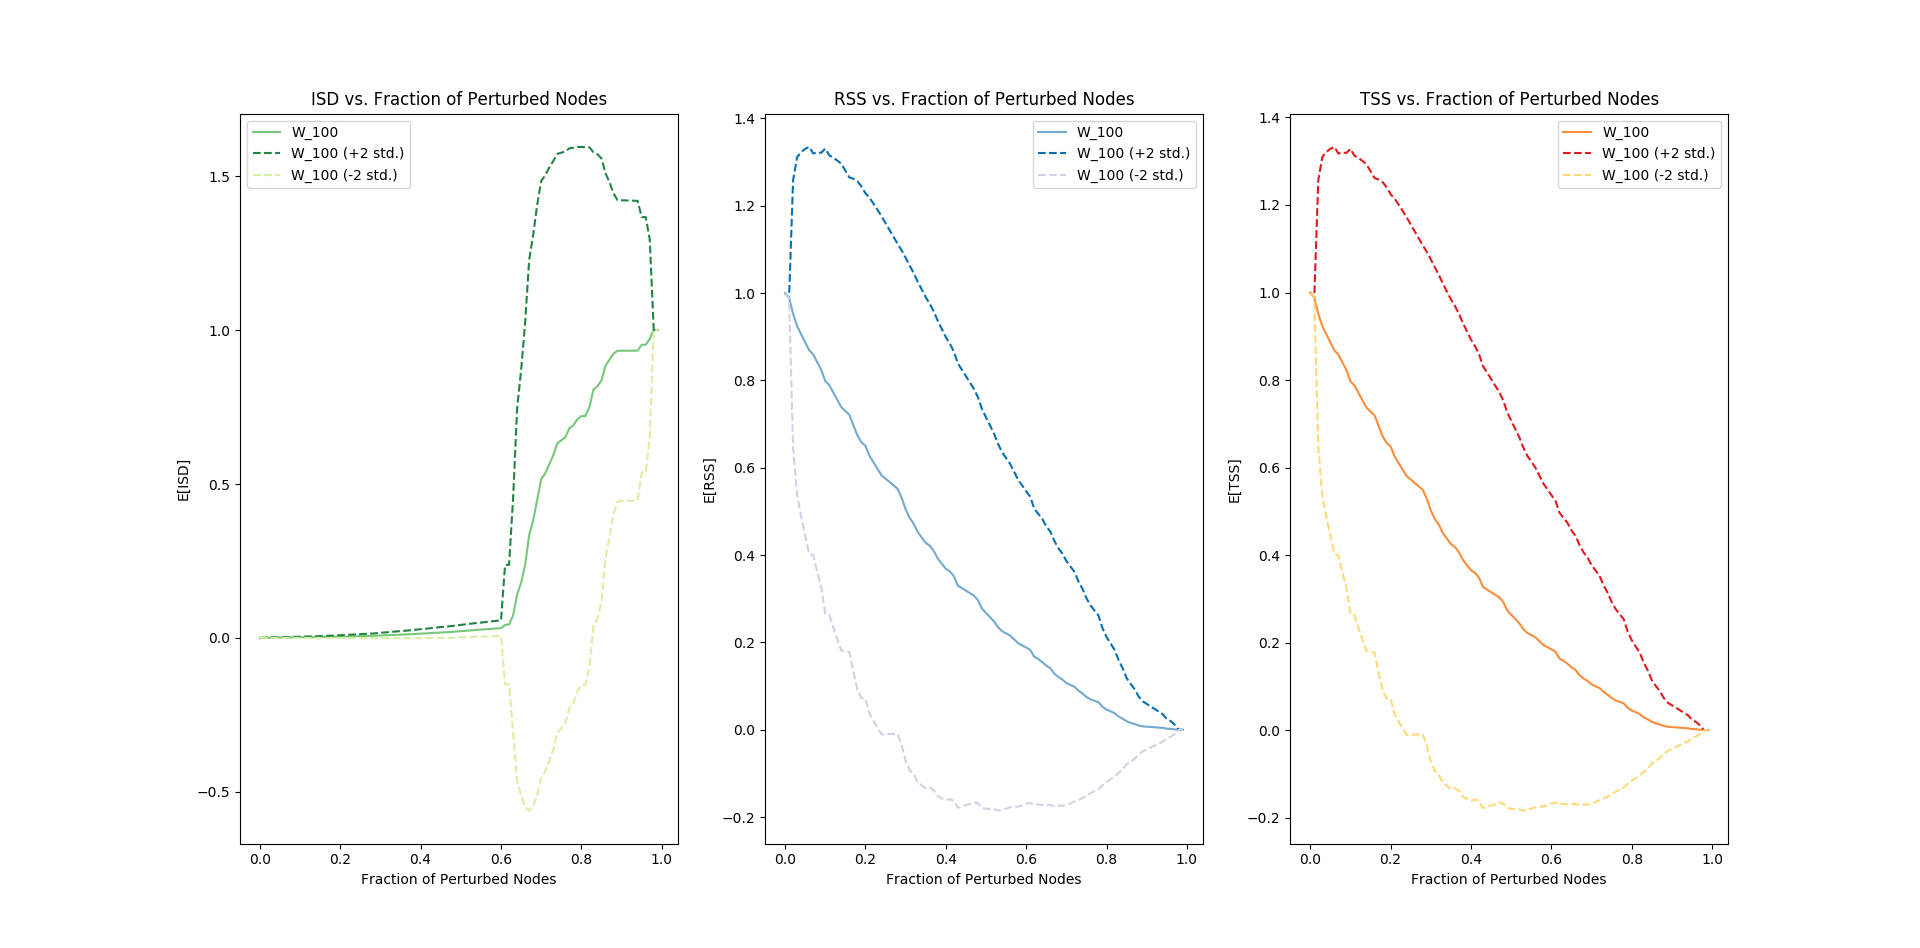 ISD vs. Fraction of Perturbed Nodes
W_100
W_100 (+2 std.)
W_100 (-2 std.)
E[ISD]
1.5
1.0
0.5
0.0
−0.5
0.0 0.2 0.4 0.6 0.8 1.0
Fraction of Perturbed Nodes
RSS vs. Fraction of Perturbed Nodes
W_100
W_100 (+2 std.)
W_100 (-2 std.)
E[RSS]
1.4
1.2
1.0
0.8
0.6
0.4
0.2
0.0
−0.2
0.0 0.2 0.4 0.6 0.8 1.0
Fraction of Perturbed Nodes
TSS vs. Fraction of Perturbed Nodes
W_100
W_100 (+2 std.)
W_100 (-2 std.)
E[TSS]
1.4
1.2
1.0
0.8
0.6
0.4
0.2
0.0
−0.2
0.0 0.2 0.4 0.6 0.8 1.0
Fraction of Perturbed Nodes